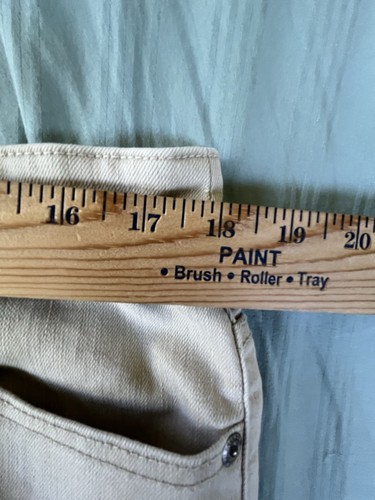 16 17 18 19 20
PAINT
• Brush • Roller • Tray